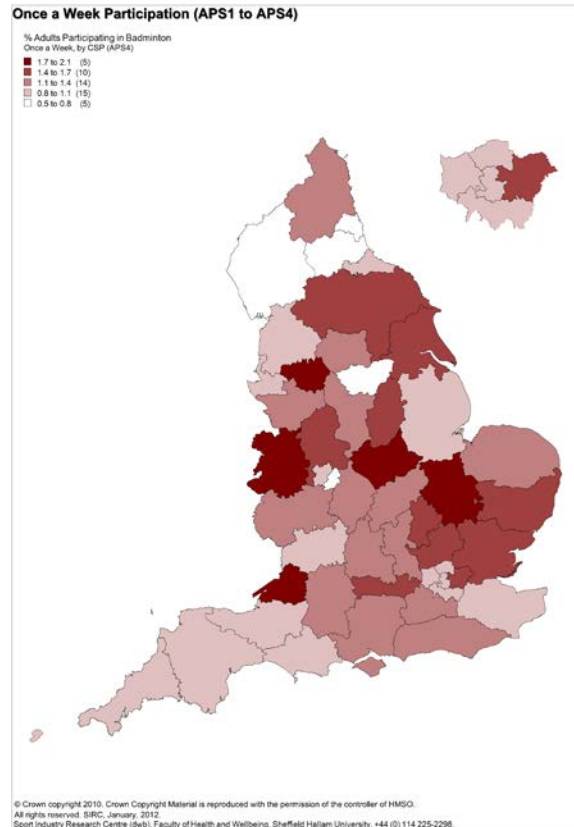 Once a Week Participation (APS1 to APS4)
% Adults Participating in Badminton
Once a Week, by CSP (APS4)
1.7 to 2.1 (5)
1.4 to 1.7 (10)
1.1 to 1.4 (14)
0.8 to 1.1 (15)
0.5 to 0.8 (5)
© Crown copyright 2010. Crown Copyright Material is reproduced with the permission of the controller of HMSO.
All rights reserved. SIRC, January, 2012.
Sport Industry Research Centre (dwb), Faculty of Health and Wellbeing, Sheffield Hallam University, +44 (0) 114 225-2298.